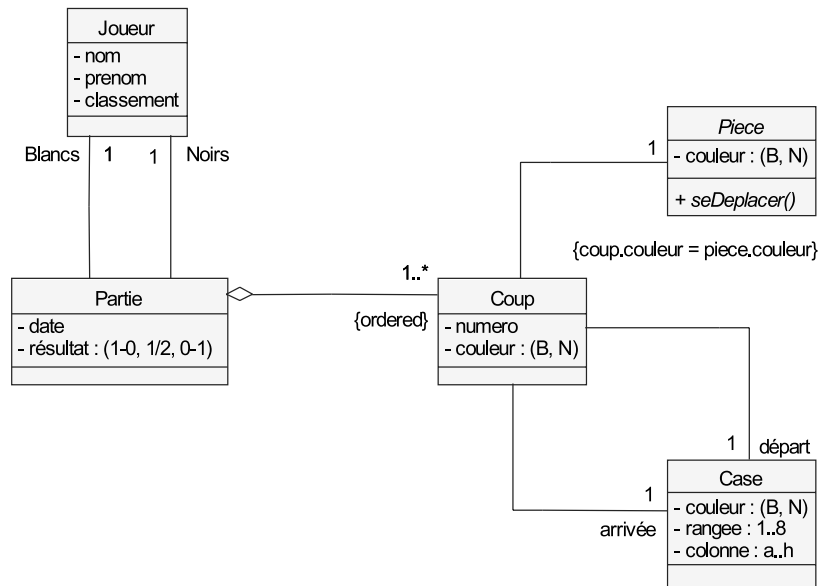 Joueur
- nom
- prenom
- classement
Blancs 1 1 Noirs
Piece
- couleur : (B, N)
+ seDeplacer()
1
{coup.couleur = piece.couleur}
Partie
- date
- résultat : (1-0, 1/2, 0-1)
1..*
{ordered}
Coup
- numero
- couleur : (B, N)
1 départ
1
arrivée
Case
- couleur : (B, N)
- rangee : 1..8
- colonne : a..h